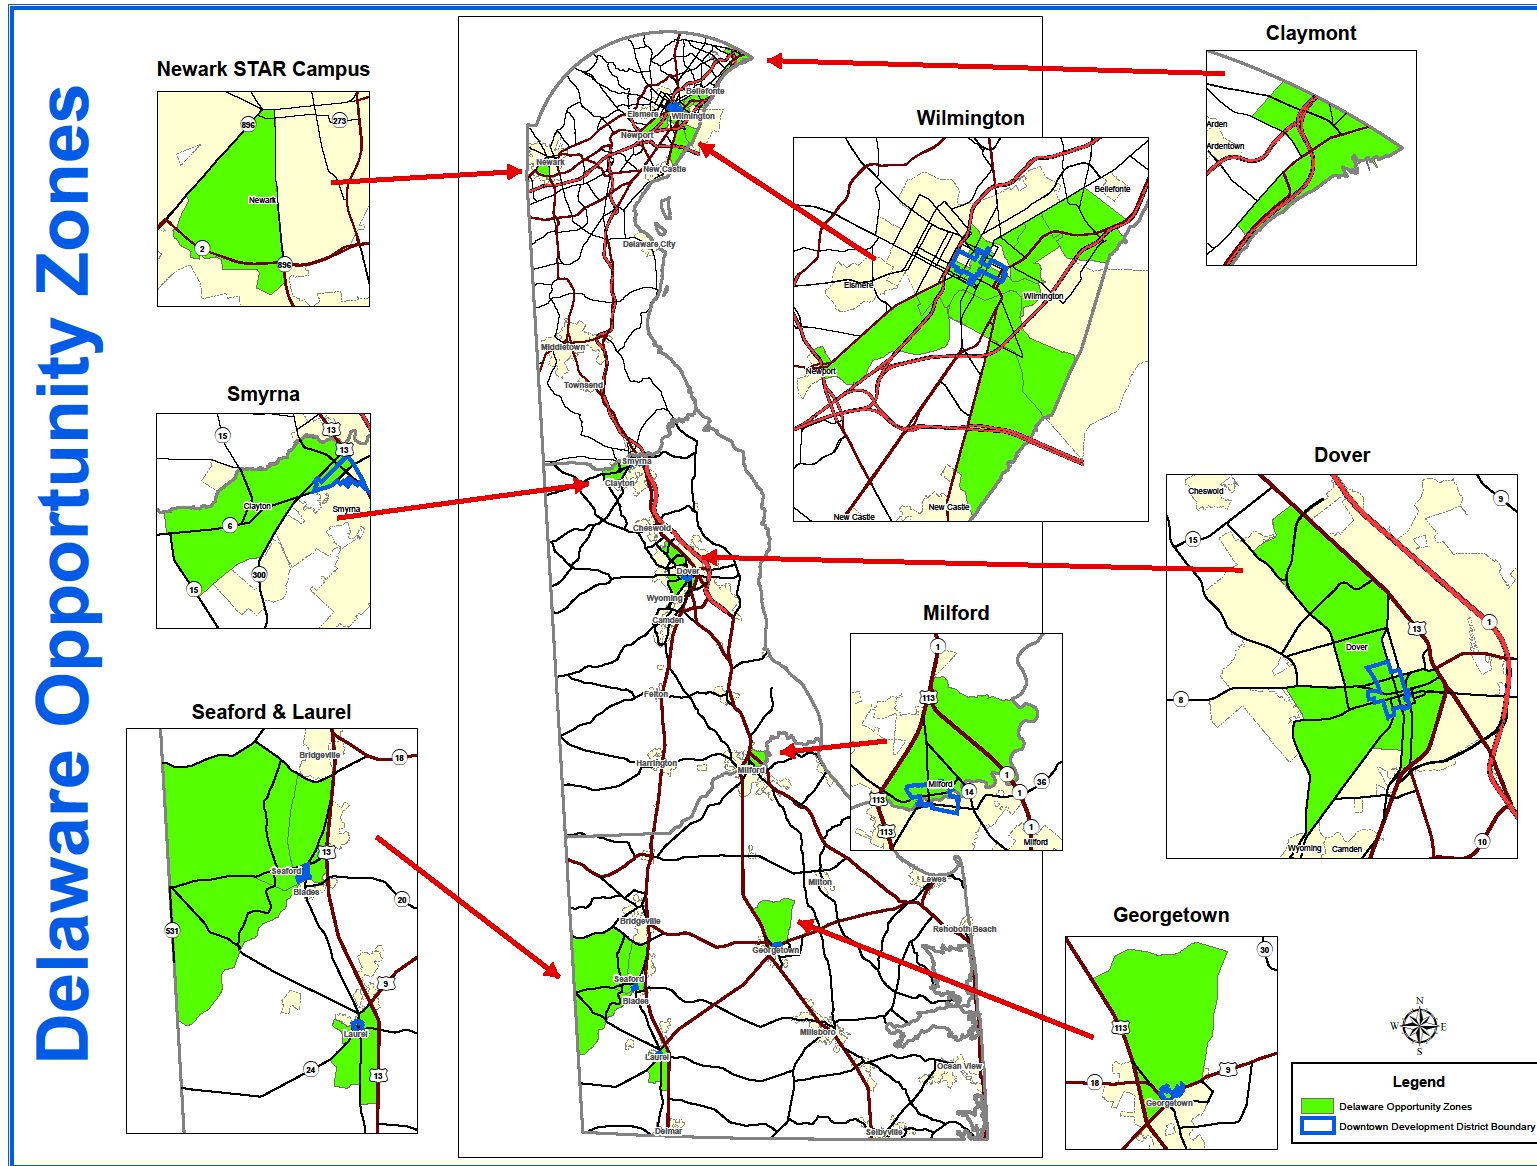 Delaware Opportunity Zones
Newark STAR Campus
896
273
Newark
2
896
Smyrna
15
13
13
Clayton
Smyrna
6
300
15
Seaford & Laurel
Bridgeville
18
13
Seaford
Blades
20
531
9
Laurel
24
13
Bellefonte
Elsmere
Wilmington
Newport
Newark
New Castle
Delaware City
Middletown
Townsend
Smyrna
Clayton
Cheswold
Dover
Wyoming
Camden
Felton
Harrington
Milford
Milton
Lewes
Bridgeville
Rehoboth Beach
Georgetown
Seaford
Blades
Millsboro
Laurel
Ocean View
Delmar
Selbyville
Wilmington
Bellefonte
Elsmere
Wilmington
Newport
New Castle
New Castle
Claymont
Arden
Ardentown
Dover
Cheswold
9
15
1
13
Dover
8
10
Wyoming
Camden
Milford
1
113
1
36
Milford
14
1
113
113
1
Milford
Georgetown
30
113
9
18
Georgetown
N
W
E
S
Legend
Delaware Opportunity Zones
Downtown Development District Boundary